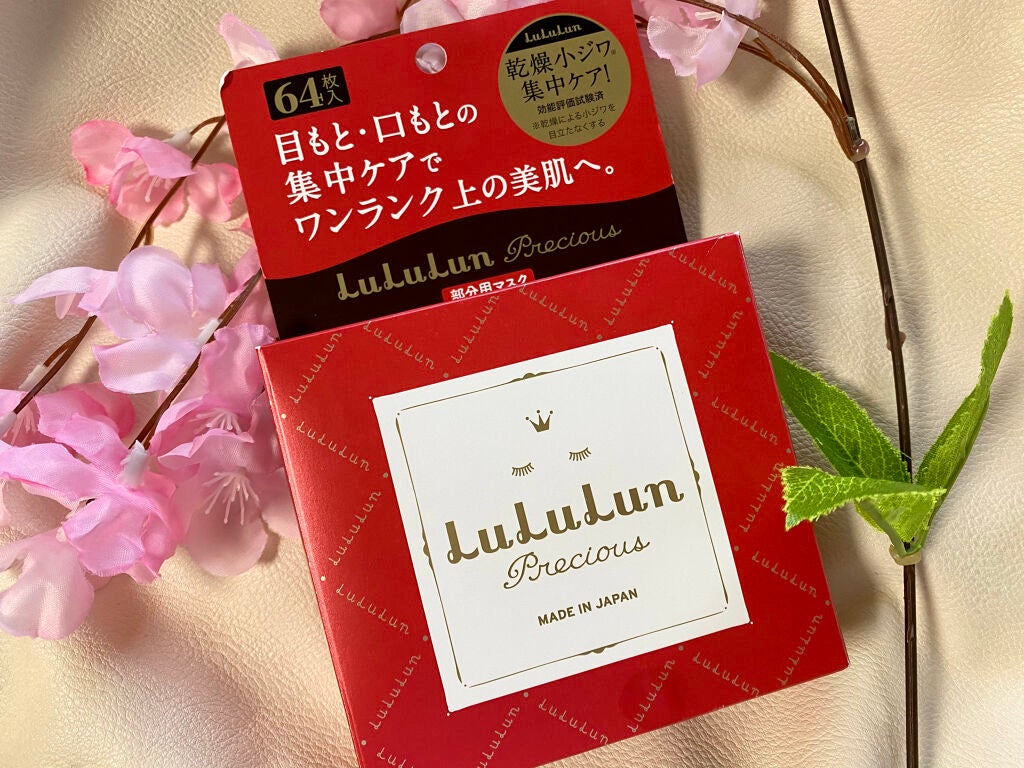 64枚入
目もと・口もとの
集中ケアで
ワンランク上の美肌へ。
LuLuLun
乾燥小ジワ※
集中ケア!
効能評価試験済
※乾燥による小ジワを
目立たなくする
LuLuLun Precious
部分用マスク
LuLuLun
Precious
MADE IN JAPAN